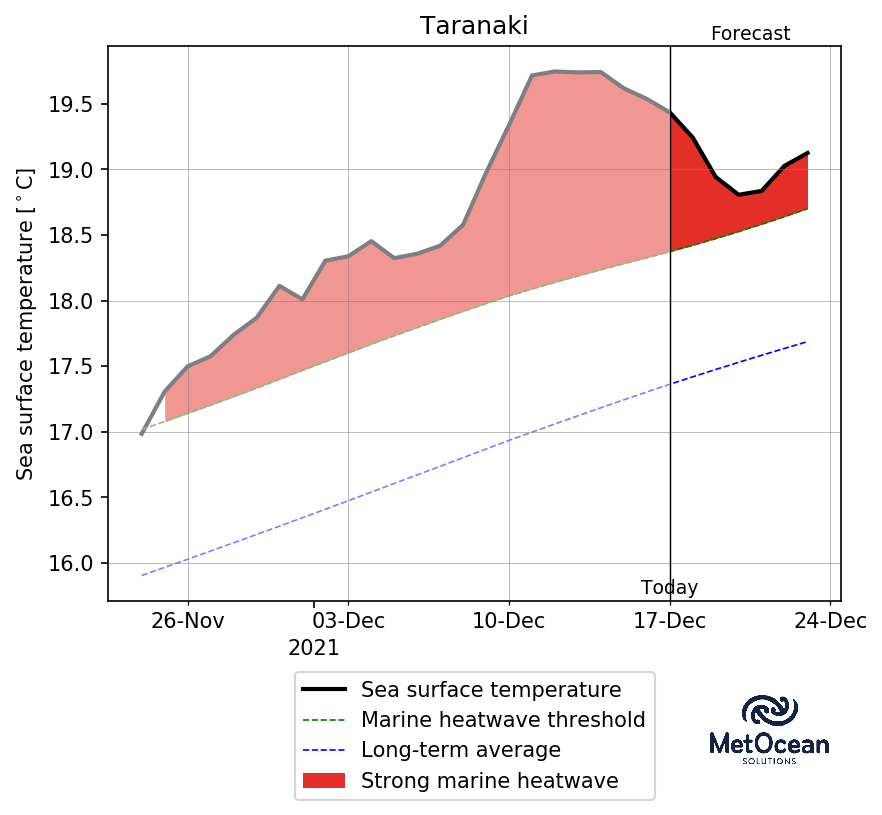 Taranaki
Forecast
Sea surface temperature [°C]
19.5
19.0
18.5
18.0
17.5
17.0
16.5
16.0
Today
26-Nov 03-Dec 10-Dec 17-Dec 24-Dec
2021
Sea surface temperature
Marine heatwave threshold
Long-term average
Strong marine heatwave
MetOcean
SOLUTIONS